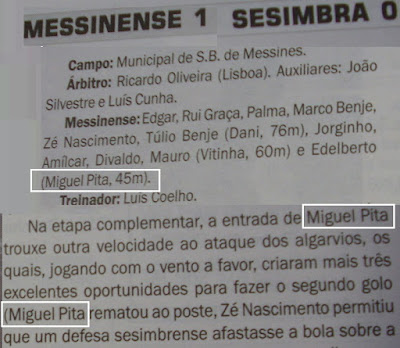 MESSINENSE 1 SESIMBRA 0
Campo: Municipal de S.B. de Messines.
Árbitro: Ricardo Oliveira (Lisboa). Auxiliares: João
Silvestre e Luís Cunha.
Messinense: Edgar, Rui Graça, Palma, Marco Benje,
Zé Nascimento, Túlio Benje (Dani, 76m), Jorginho,
Amílcar, Divaldo, Mauro (Vitinha, 60m) e Edelberto
(Miguel Pita, 45m).
Treinador: Luís Coelho.
Na etapa complementar, a entrada de Miguel Pita
trouxe outra velocidade ao ataque dos algarvios, os
quais, jogando com o vento a favor, criaram mais três
excelentes oportunidades para fazer o segundo golo
(Miguel Pita rematou ao poste, Zé Nascimento permitiu
que um defesa sesimbrense afastasse a bola sobre a